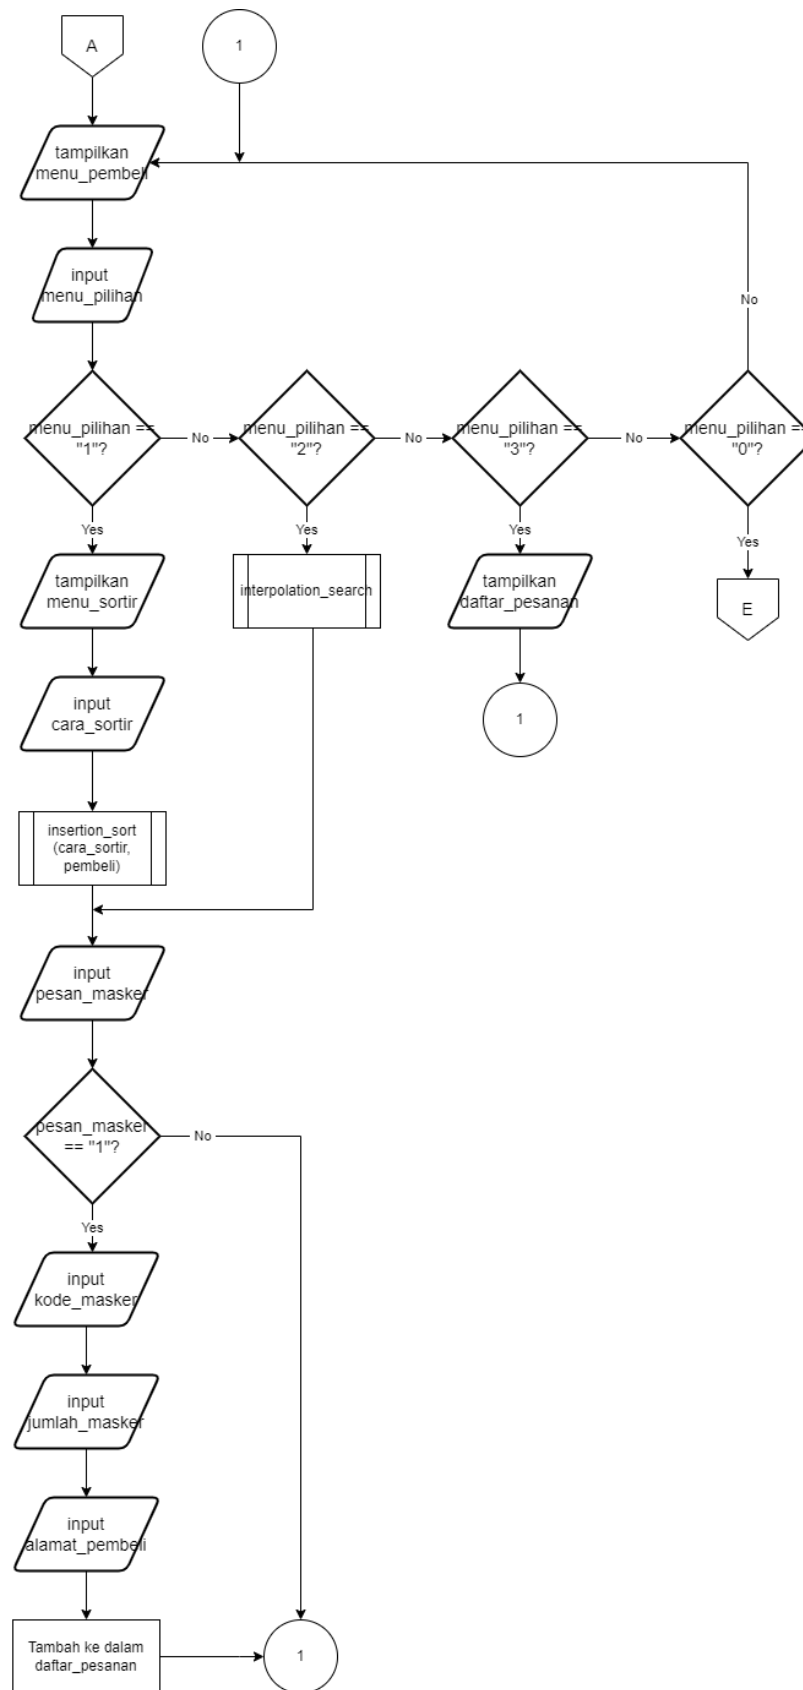 A
1
tampilkan
menu_pembeli
input
menu_pilihan
No
menu_pilihan ==
"1"?
No
menu_pilihan ==
"2"?
No
menu_pilihan ==
"3"?
No
menu_pilihan ==
"0"?
Yes
Yes
Yes
Yes
tampilkan
menu_sortir
interpolation_search
tampilkan
daftar_pesanan
E
input
cara_sortir
1
insertion_sort
(cara_sortir,
pembeli)
input
pesan_masker
pesan_masker
== "1"?
No
Yes
input
kode_masker
input
jumlah_masker
input
alamat_pembeli
Tambah ke dalam
daftar_pesanan
1